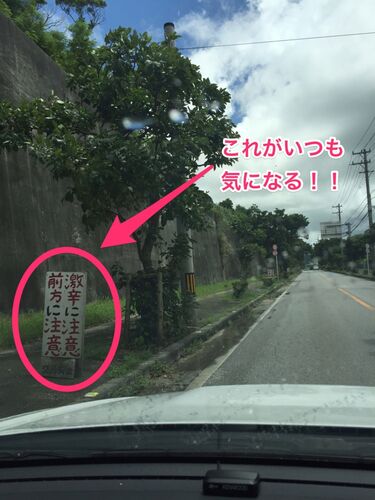 これがいつも
気になる！！
激辛に注意
前方に注意